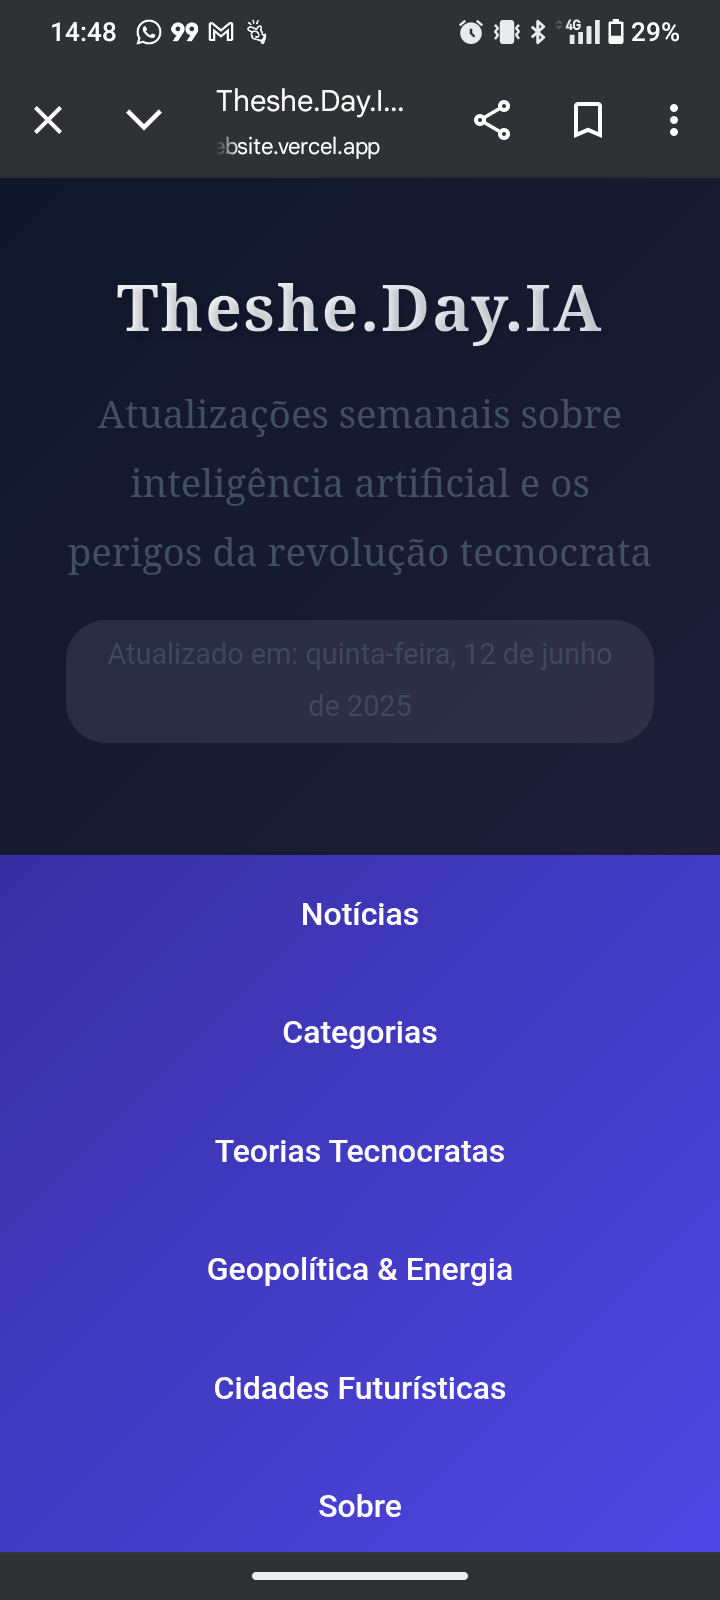 14:48 99 4G 29%
Theshe.Day.I...
ebsite.vercel.app
Theshe.Day.IA
Atualizações semanais sobre
inteligência artificial e os
perigos da revolução tecnocrata
Atualizado em: quinta-feira, 12 de junho
de 2025
Notícias
Categorias
Teorias Tecnocratas
Geopolítica & Energia
Cidades Futurísticas
Sobre